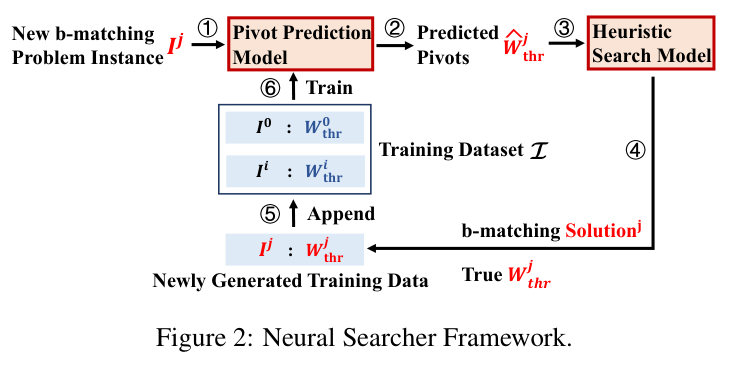 New b-matching
Problem Instance I^j
①
Pivot Prediction
Model
②
Predicted
Pivots
Ŵ^j_thr
③
Heuristic
Search Model
⑥
Train
I^0 : W^0_thr
I^i : W^i_thr
Training Dataset 𝓘
④
⑤
Append
I^j : W^j_thr
b-matching Solution^j
True W^j_thr
Newly Generated Training Data
Figure 2: Neural Searcher Framework.